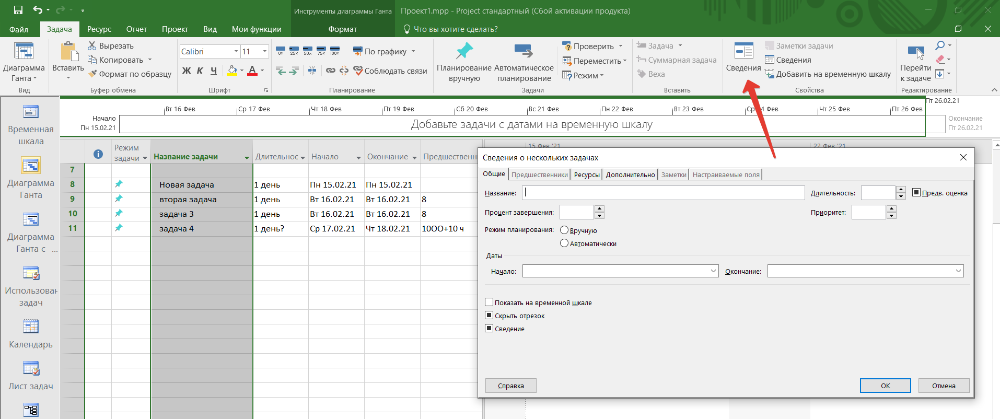 Инструменты диаграммы Ганта
Проект1.mpp - Project стандартный (Сбой активации продукта)
Файл
Задача
Ресурс
Отчет
Проект
Вид
Мои функции
Формат
Что вы хотите сделать?
Диаграмма
Ганта
Вид
Вставить
Вырезать
Копировать
Формат по образцу
Буфер обмена
Calibri
11
Ж К Ч
А
Шрифт
0% 25% 50% 75% 100%
По графику
Соблюдать связи
Планирование
Планирование
вручную
Автоматическое
планирование
Проверить
Переместить
Режим
Задачи
Задача
Суммарная задача
Веха
Вставить
Сведения
Заметки задачи
Сведения
Добавить на временную шкалу
Свойства
Перейти
к задаче
Редактирование
Пт 26.02.21
Начало
Пн 15.02.21
Вт 16 Фев
Ср 17 Фев
Чт 18 Фев
Пт 19 Фев
Сб 20 Фев
Вс 21 Фев
Пн 22 Фев
Вт 23 Фев
Чт 25 Фев
Пт 26 Фев
Добавьте задачи с датами на временную шкалу
Окончание
Пт 26.02.21
Временная
шкала
Диаграмма
Ганта
Диаграмма
Ганта с ...
Использован
задач
Календарь
Лист задач
Режим
задачи
Название задачи
Длительнос
Начало
Окончание
Предшественн
15 Фев '21
22 Фев '21
7
8 Новая задача 1 день Пн 15.02.21 Пн 15.02.21
9 вторая задача 1 день Вт 16.02.21 Вт 16.02.21 8
10 задача 3 1 день Вт 16.02.21 Вт 16.02.21 8
11 задача 4 1 день? Ср 17.02.21 Чт 18.02.21 10ОО+10 ч
Сведения о нескольких задачах
Общие
Предшественники
Ресурсы
Дополнительно
Заметки
Настраиваемые поля
Название:
Длительность:
Предв. оценка
Процент завершения:
Приоритет:
Режим планирования:
Вручную
Автоматически
Даты
Начало:
Окончание:
Показать на временной шкале
Скрыть отрезок
Сведение
Справка
ОК
Отмена